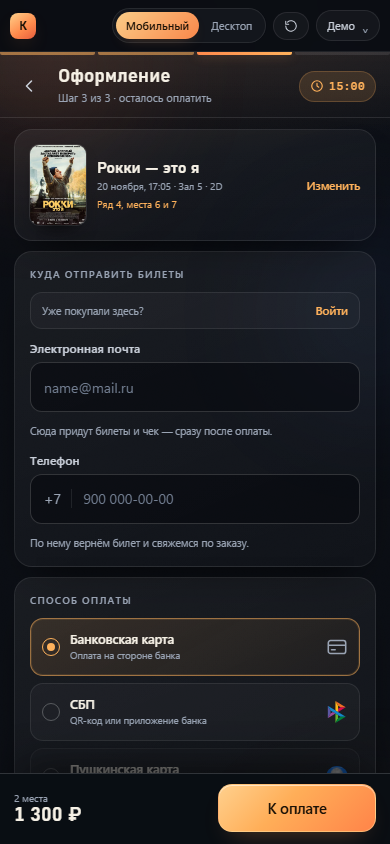 К
Мобильный
Десктоп
Демо
Оформление
Шаг 3 из 3 · осталось оплатить
15:00
РОККИ
Рокки — это я
20 ноября, 17:05 · Зал 5 · 2D
Ряд 4, места 6 и 7
Изменить
КУДА ОТПРАВИТЬ БИЛЕТЫ
Уже покупали здесь?
Войти
Электронная почта
name@mail.ru
Сюда придут билеты и чек — сразу после оплаты.
Телефон
+7
900 000-00-00
По нему вернём билет и свяжемся по заказу.
СПОСОБ ОПЛАТЫ
Банковская карта
Оплата на стороне банка
СБП
QR-код или приложение банка
Пушкинская карта
2 места
1 300 ₽
К оплате